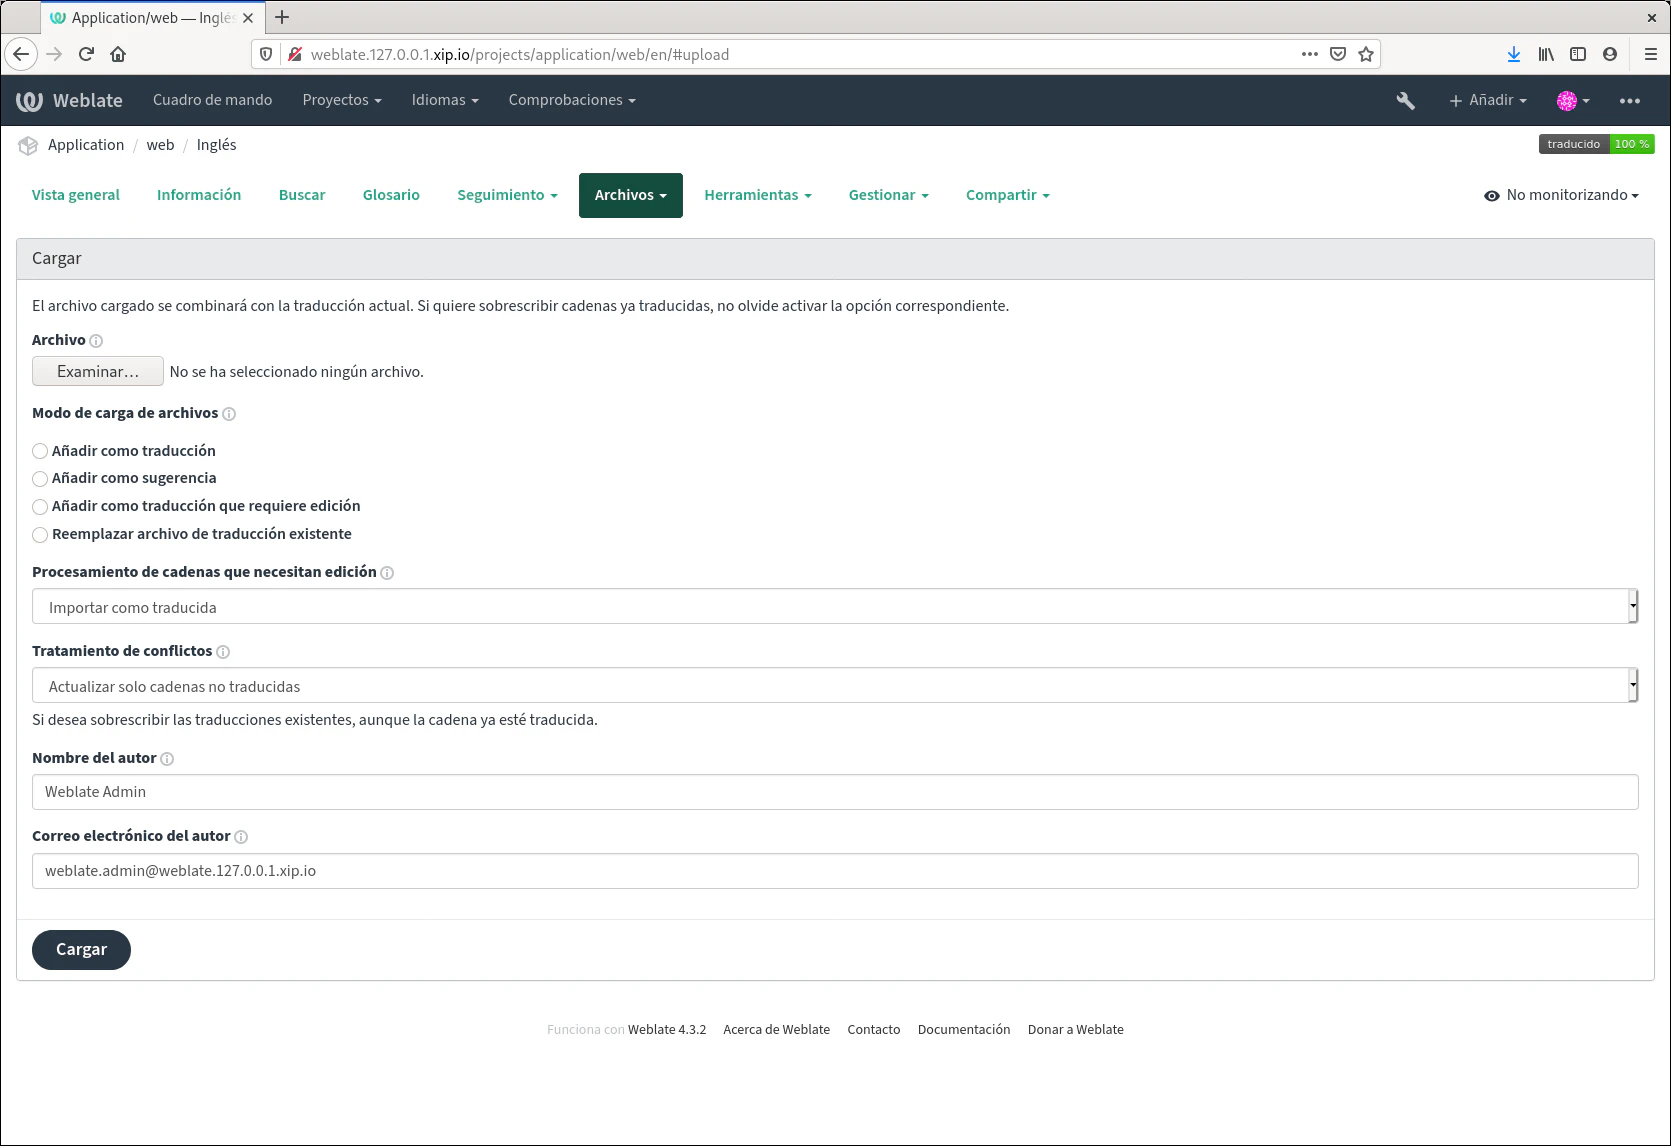 Application/web — Inglés
weblate.127.0.0.1.xip.io/projects/application/web/en/#upload
Weblate Cuadro de mando Proyectos Idiomas Comprobaciones Añadir
Application / web / Inglés traducido 100 %
Vista general Información Buscar Glosario Seguimiento Archivos Herramientas Gestionar Compartir No monitorizando
Cargar
El archivo cargado se combinará con la traducción actual. Si quiere sobrescribir cadenas ya traducidas, no olvide activar la opción correspondiente.
Archivo
Examinar… No se ha seleccionado ningún archivo.
Modo de carga de archivos
Añadir como traducción
Añadir como sugerencia
Añadir como traducción que requiere edición
Reemplazar archivo de traducción existente
Procesamiento de cadenas que necesitan edición
Importar como traducida
Tratamiento de conflictos
Actualizar solo cadenas no traducidas
Si desea sobrescribir las traducciones existentes, aunque la cadena ya esté traducida.
Nombre del autor
Weblate Admin
Correo electrónico del autor
weblate.admin@weblate.127.0.0.1.xip.io
Cargar
Funciona con Weblate 4.3.2 Acerca de Weblate Contacto Documentación Donar a Weblate